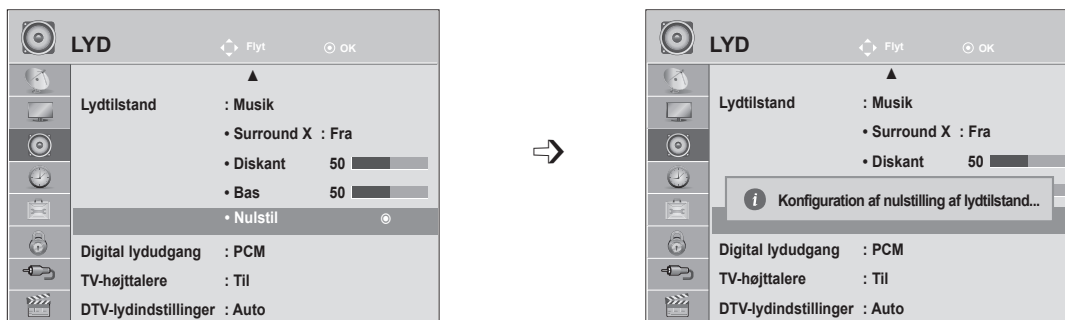 LYD Flyt OK
Lydtilstand : Musik
• Surround X : Fra
• Diskant 50
• Bas 50
• Nulstil
Digital lydudgang : PCM
TV-højttalere : Til
DTV-lydindstillinger : Auto
LYD Flyt OK
Lydtilstand : Musik
• Surround X : Fra
• Diskant 50
i Konfiguration af nulstilling af lydtilstand...
Digital lydudgang : PCM
TV-højttalere : Til
DTV-lydindstillinger : Auto